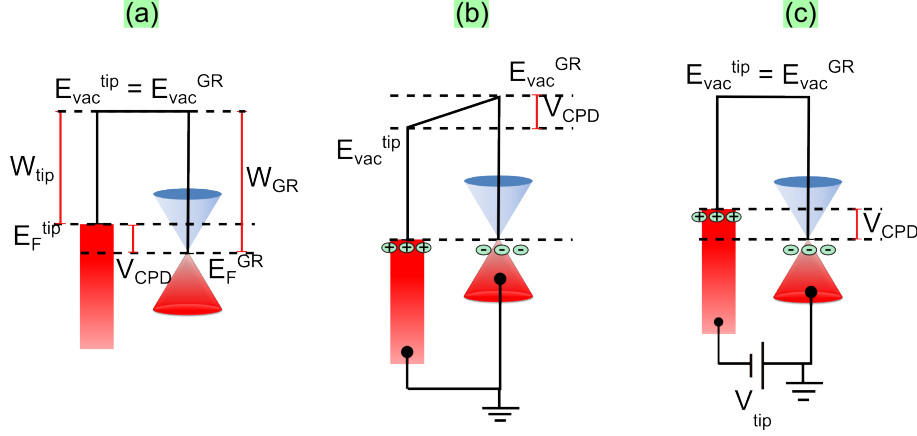 (a)
E_vac^tip = E_vac^GR
W_tip
W_GR
E_F^tip
V_CPD
E_F^GR
(b)
E_vac^GR
V_CPD
E_vac^tip
+ + +
- - -
(c)
E_vac^tip = E_vac^GR
+ + +
V_CPD
- - -
V_tip